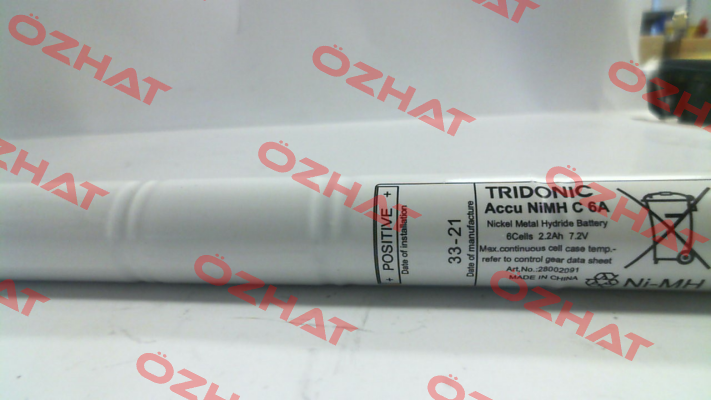 + POSITIVE +
Date of installation
33-21
Date of manufacture
TRIDONIC
Accu NiMH C 6A
Nickel Metal Hydride Battery
6Cells 2.2Ah 7.2V
Max.continuous cell case temp.-
refer to control gear data sheet
Art.No.:28002091
MADE IN CHINA
Ni-MH
ÖZHAT
ÖZHAT
ÖZHAT
ÖZHAT
ÖZHAT
ÖZHAT
ÖZHAT
ÖZHAT